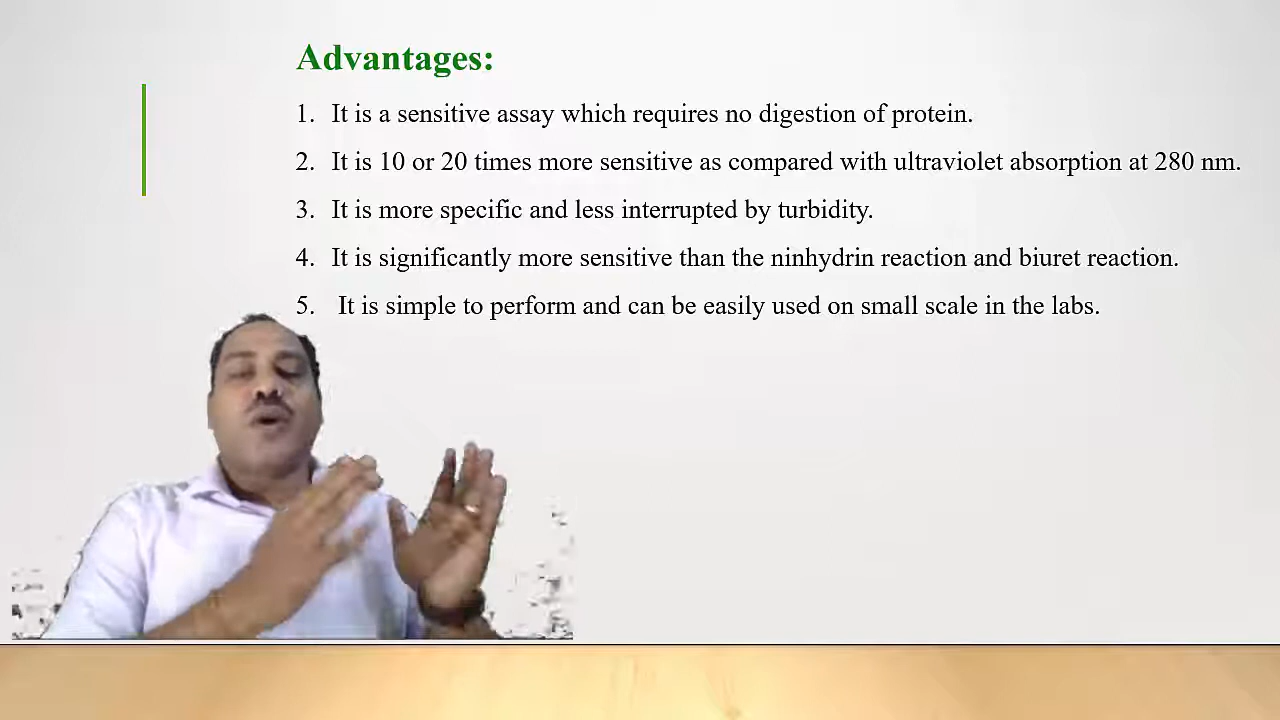 Advantages:
1. It is a sensitive assay which requires no digestion of protein.
2. It is 10 or 20 times more sensitive as compared with ultraviolet absorption at 280 nm.
3. It is more specific and less interrupted by turbidity.
4. It is significantly more sensitive than the ninhydrin reaction and biuret reaction.
5. It is simple to perform and can be easily used on small scale in the labs.